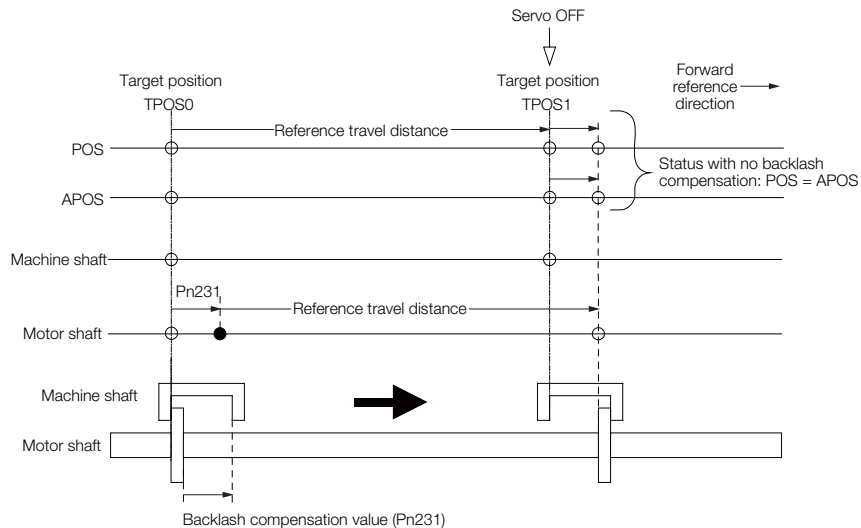 Servo OFF
Target position
TPOS0
Target position
TPOS1
Forward
reference
direction
Reference travel distance
POS
Status with no backlash
compensation: POS = APOS
APOS
Machine shaft
Pn231
Reference travel distance
Motor shaft
Machine shaft
Motor shaft
Backlash compensation value (Pn231)